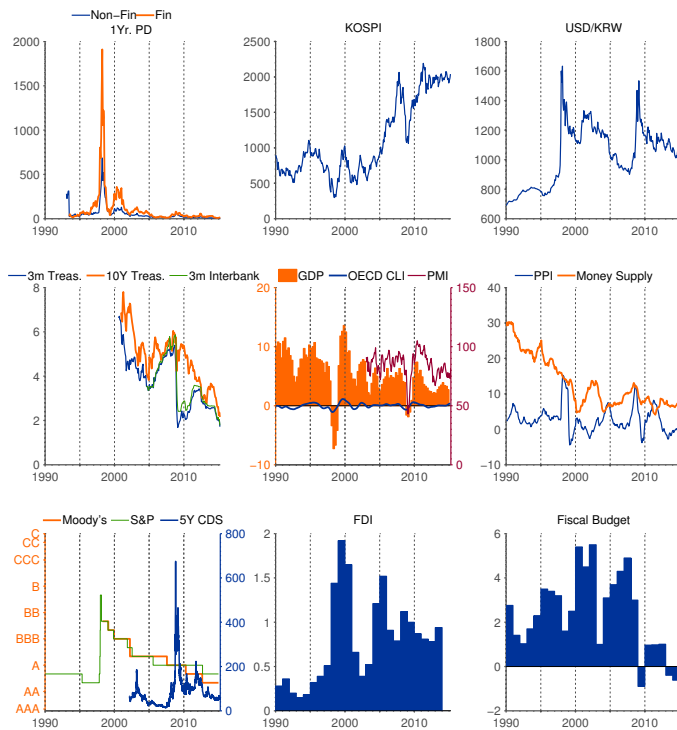 Non-Fin Fin
1Yr. PD
2000
1500
1000
500
0
1990 2000 2010
KOSPI
2500
2000
1500
1000
500
0
1990 2000 2010
USD/KRW
1800
1600
1400
1200
1000
800
600
1990 2000 2010
3m Treas. 10Y Treas. 3m Interbank
8
6
4
2
0
1990 2000 2010
GDP OECD CLI PMI
20
10
0
−10
150
100
50
0
1990 2000 2010
PPI Money Supply
40
30
20
10
0
−10
1990 2000 2010
Moody's S&P 5Y CDS
C
CC
CCC
B
BB
BBB
A
AA
AAA
800
600
400
200
0
1990 2000 2010
FDI
2
1.5
1
0.5
0
1990 2000 2010
Fiscal Budget
6
4
2
0
−2
1990 2000 2010